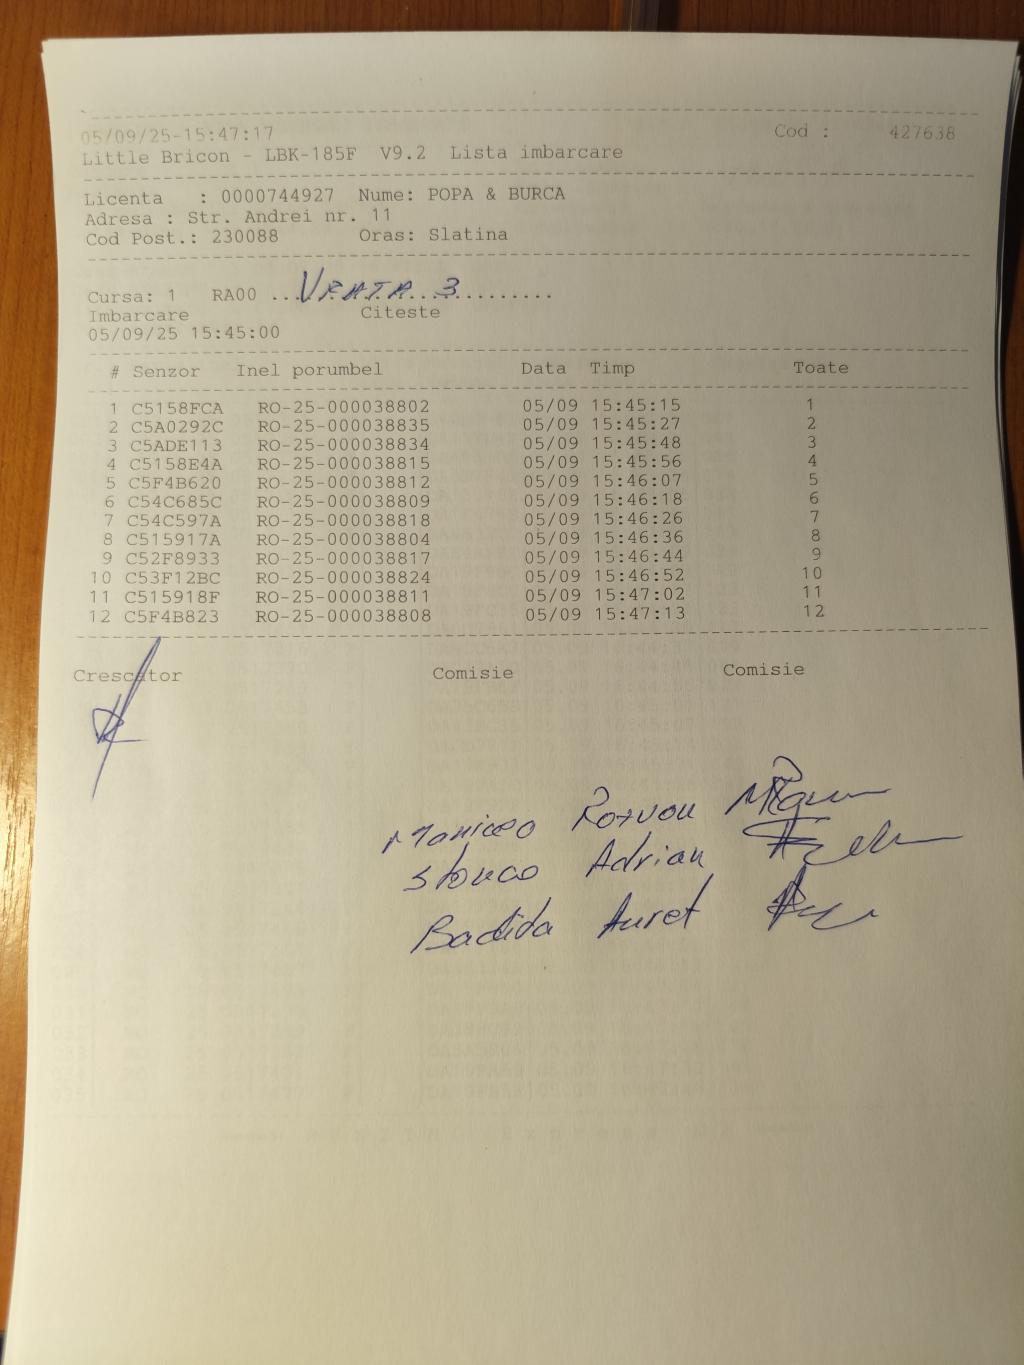 05/09/25-15:47:17 Cod : 427638
Little Bricon - LBK-185F V9.2 Lista imbarcare
Licenta : 0000744927 Nume: POPA & BURCA
Adresa : Str. Andrei nr. 11
Cod Post.: 230088 Oras: Slatina
Cursa: 1 RA00 ...VRATA 3.........
Imbarcare Citeste
05/09/25 15:45:00
# Senzor Inel porumbel Data Timp Toate
1 C5158FCA RO-25-000038802 05/09 15:45:15 1
2 C5A0292C RO-25-000038835 05/09 15:45:27 2
3 C5ADE113 RO-25-000038834 05/09 15:45:48 3
4 C5158E4A RO-25-000038815 05/09 15:45:56 4
5 C5F4B620 RO-25-000038812 05/09 15:46:07 5
6 C54C685C RO-25-000038809 05/09 15:46:18 6
7 C54C597A RO-25-000038818 05/09 15:46:26 7
8 C515917A RO-25-000038804 05/09 15:46:36 8
9 C52F8933 RO-25-000038817 05/09 15:46:44 9
10 C53F12BC RO-25-000038824 05/09 15:46:52 10
11 C515918F RO-25-000038811 05/09 15:47:02 11
12 C5F4B823 RO-25-000038808 05/09 15:47:13 12
Crescator Comisie Comisie
Adrian
Badida Aurel